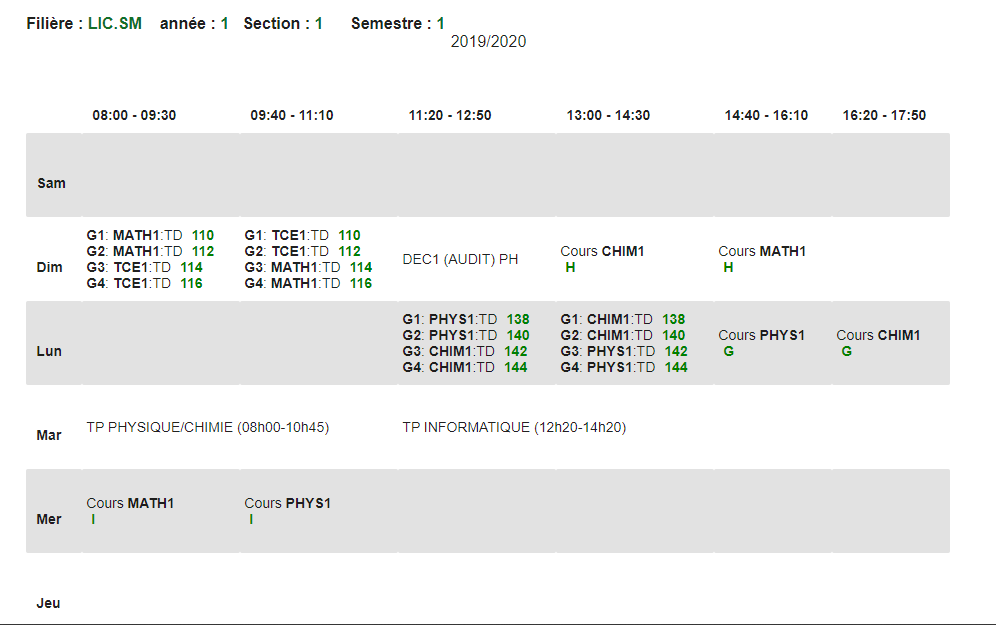 Filière : LIC.SM année : 1 Section : 1 Semestre : 1
2019/2020
08:00 - 09:30 09:40 - 11:10 11:20 - 12:50 13:00 - 14:30 14:40 - 16:10 16:20 - 17:50
Sam
Dim
G1: MATH1:TD 110
G2: MATH1:TD 112
G3: TCE1:TD 114
G4: TCE1:TD 116
G1: TCE1:TD 110
G2: TCE1:TD 112
G3: MATH1:TD 114
G4: MATH1:TD 116
DEC1 (AUDIT) PH
Cours CHIM1
H
Cours MATH1
H
Lun
G1: PHYS1:TD 138
G2: PHYS1:TD 140
G3: CHIM1:TD 142
G4: CHIM1:TD 144
G1: CHIM1:TD 138
G2: CHIM1:TD 140
G3: PHYS1:TD 142
G4: PHYS1:TD 144
Cours PHYS1
G
Cours CHIM1
G
Mar
TP PHYSIQUE/CHIMIE (08h00-10h45)
TP INFORMATIQUE (12h20-14h20)
Mer
Cours MATH1
I
Cours PHYS1
I
Jeu